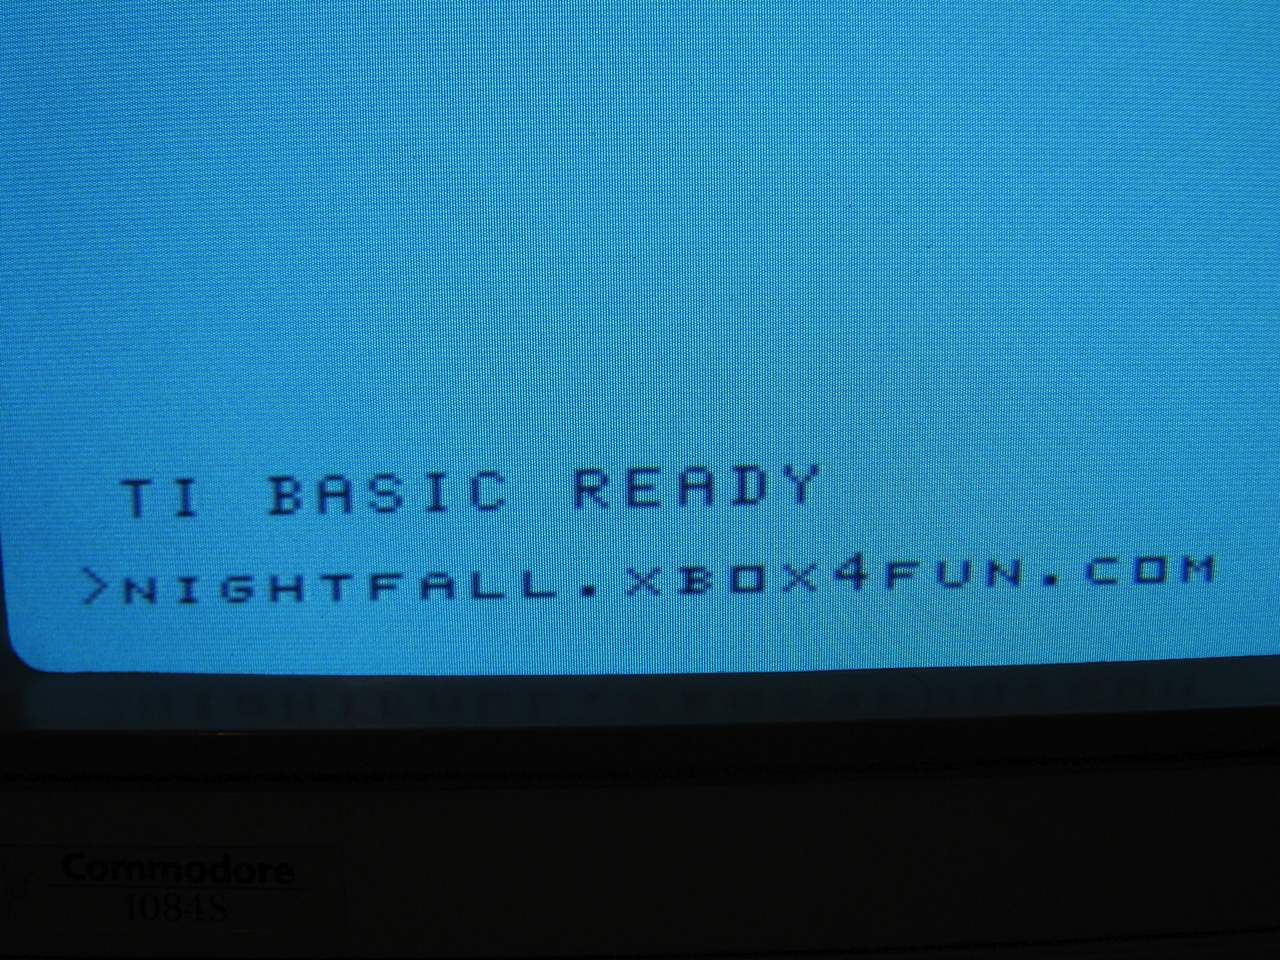 TI BASIC READY
>NIGHTFALL.XBOX4FUN.COM
Commodore
1084S